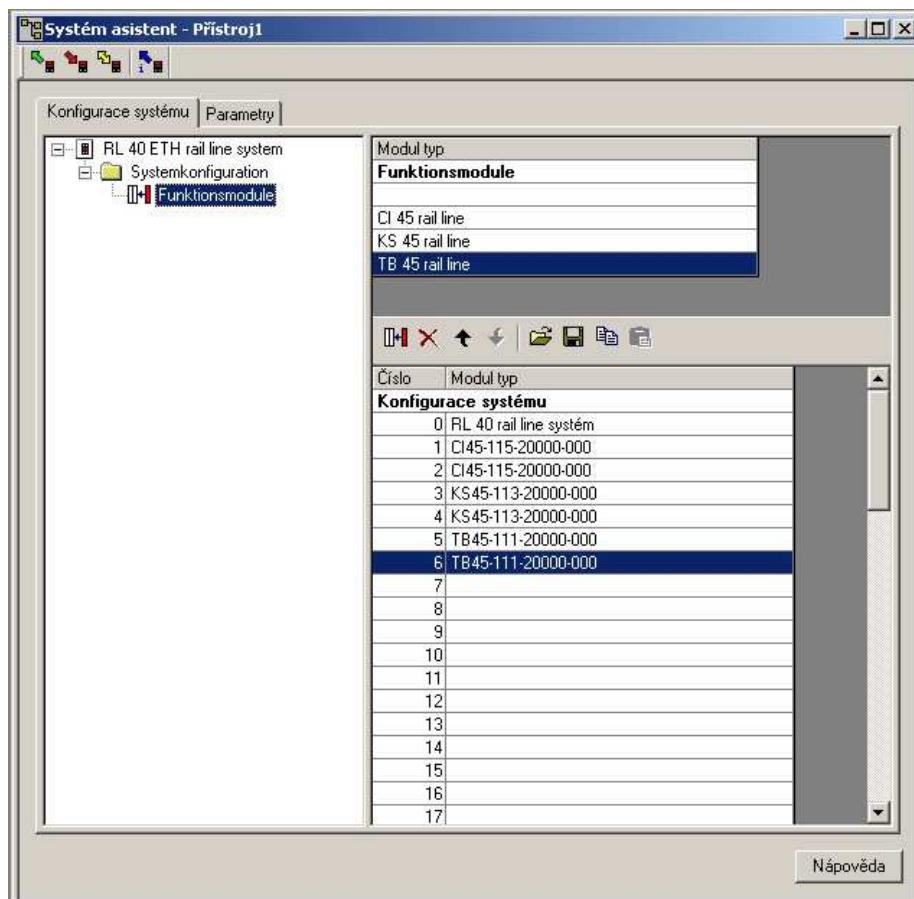 Systém asistent - Přístroj1
Konfigurace systému Parametry
RL 40 ETH rail line system
Systemkonfiguration
Funktionsmodule
Modul typ
Funktionsmodule
CI 45 rail line
KS 45 rail line
TB 45 rail line
Číslo Modul typ
Konfigurace systému
0 RL 40 rail line systém
1 CI45-115-20000-000
2 CI45-115-20000-000
3 KS45-113-20000-000
4 KS45-113-20000-000
5 TB45-111-20000-000
6 TB45-111-20000-000
7
8
9
10
11
12
13
14
15
16
17
Nápověda